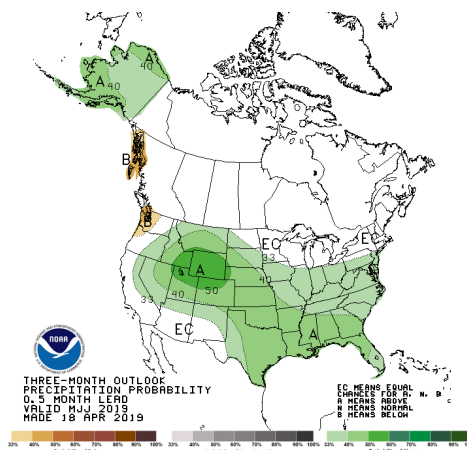 A
40
A
40
B
B
EC
EC
33
A
40
50
40
33
EC
A
NOAA
THREE-MONTH OUTLOOK
PRECIPITATION PROBABILITY
0.5 MONTH LEAD
VALID MJJ 2019
MADE 18 APR 2019
EC MEANS EQUAL
CHANCES FOR A, N, B
A MEANS ABOVE
N MEANS NORMAL
B MEANS BELOW
33% 40% 50% 60% 70% 80% 90% 100% 33% 40% 50% 60% 70% 80% 90% 100% 33% 40% 50% 60% 70% 80% 90% 100%